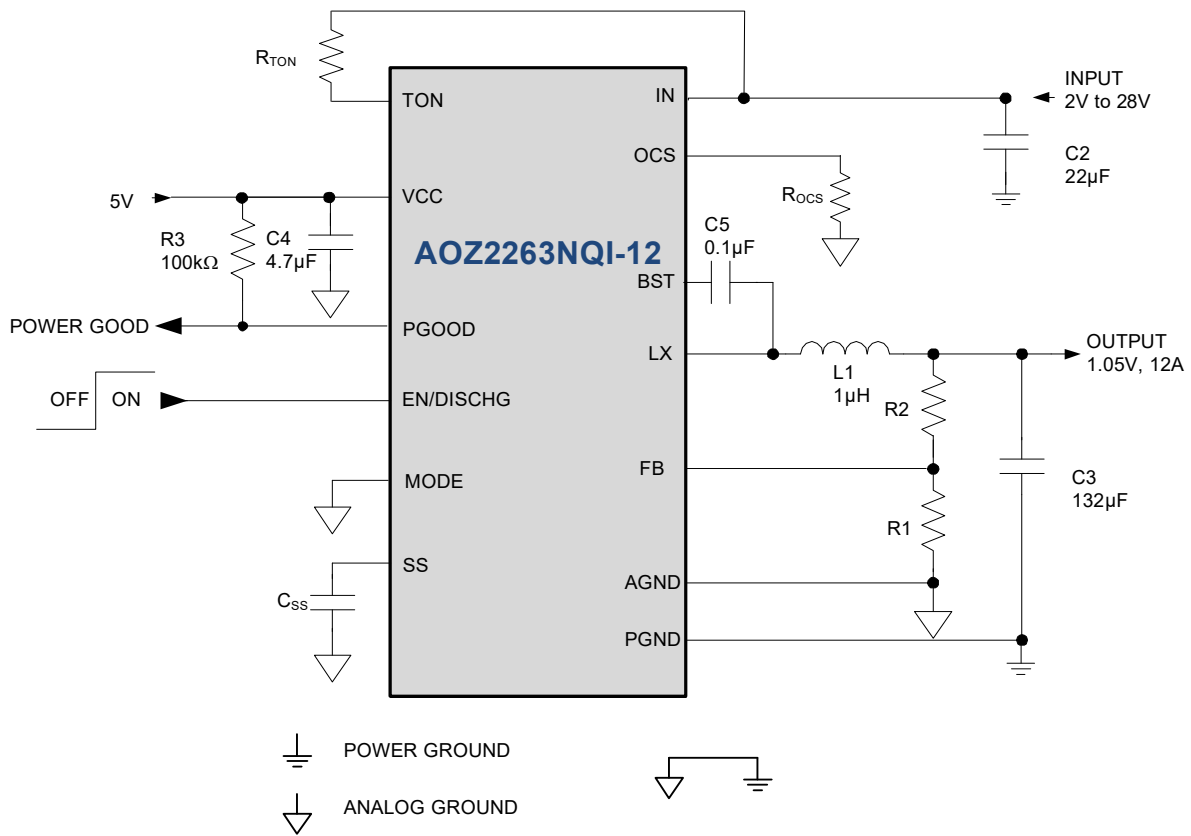 RTON
TON
IN
INPUT
2V to 28V
OCS
C2
22µF
5V
VCC
ROCS
R3
100kΩ
C4
4.7µF
C5
0.1µF
AOZ2263NQI-12
BST
POWER GOOD
PGOOD
LX
OUTPUT
1.05V, 12A
L1
1µH
OFF
ON
EN/DISCHG
R2
MODE
FB
C3
132µF
R1
SS
AGND
CSS
PGND
POWER GROUND
ANALOG GROUND